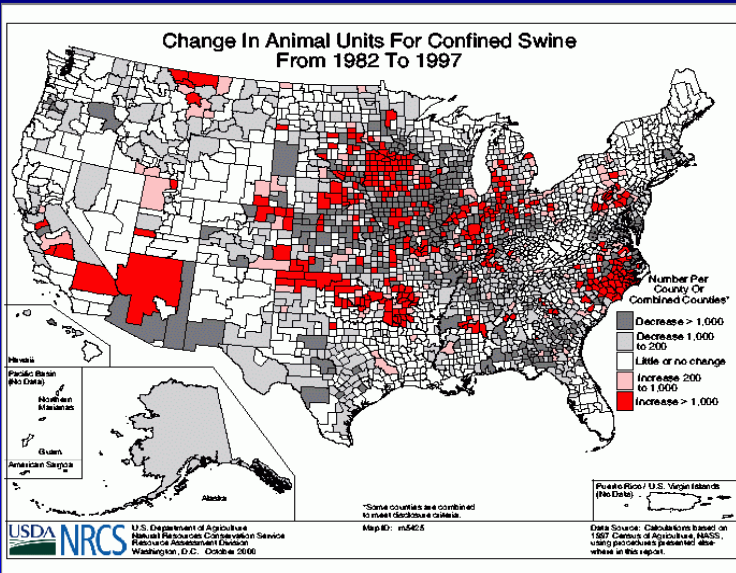 Change In Animal Units For Confined Swine
From 1982 To 1997
Number Per
County Or
Combined Counties*
Decrease > 1,000
Decrease 1,000
to 200
Little or no change
Increase 200
to 1,000
Increase > 1,000
Hawaii
Pacific Basin
(No Data)
Northern
Marianas
Guam
American Samoa
Alaska
Puerto Rico / U.S. Virgin Islands
(No Data)
*Some counties are combined
to meet disclosure criteria.
USDA NRCS
U.S. Department of Agriculture
Natural Resources Conservation Service
Resource Assessment Division
Washington, D.C. October 2000
Map ID: m5425
Data Source: Calculations based on
1997 Census of Agriculture, NASS,
using procedures presented else-
where in this report.